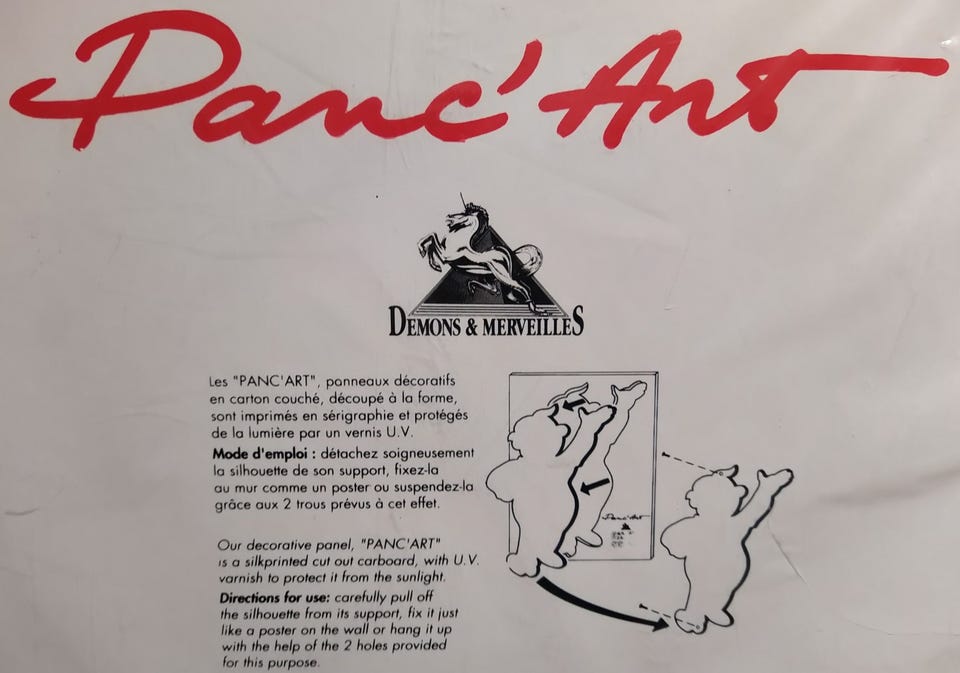 Panc'Art
DEMONS & MERVEILLES
Les "PANC'ART", panneaux décoratifs
en carton couché, découpé à la forme,
sont imprimés en sérigraphie et protégés
de la lumière par un vernis U.V.
Mode d'emploi : détachez soigneusement
la silhouette de son support, fixez-la
au mur comme un poster ou suspendez-la
grâce aux 2 trous prévus à cet effet.
Our decorative panel, "PANC'ART"
is a silkprinted cut out carboard, with U.V.
varnish to protect it from the sunlight.
Directions for use: carefully pull off
the silhouette from its support, fix it just
like a poster on the wall or hang it up
with the help of the 2 holes provided
for this purpose.
Panc'Art